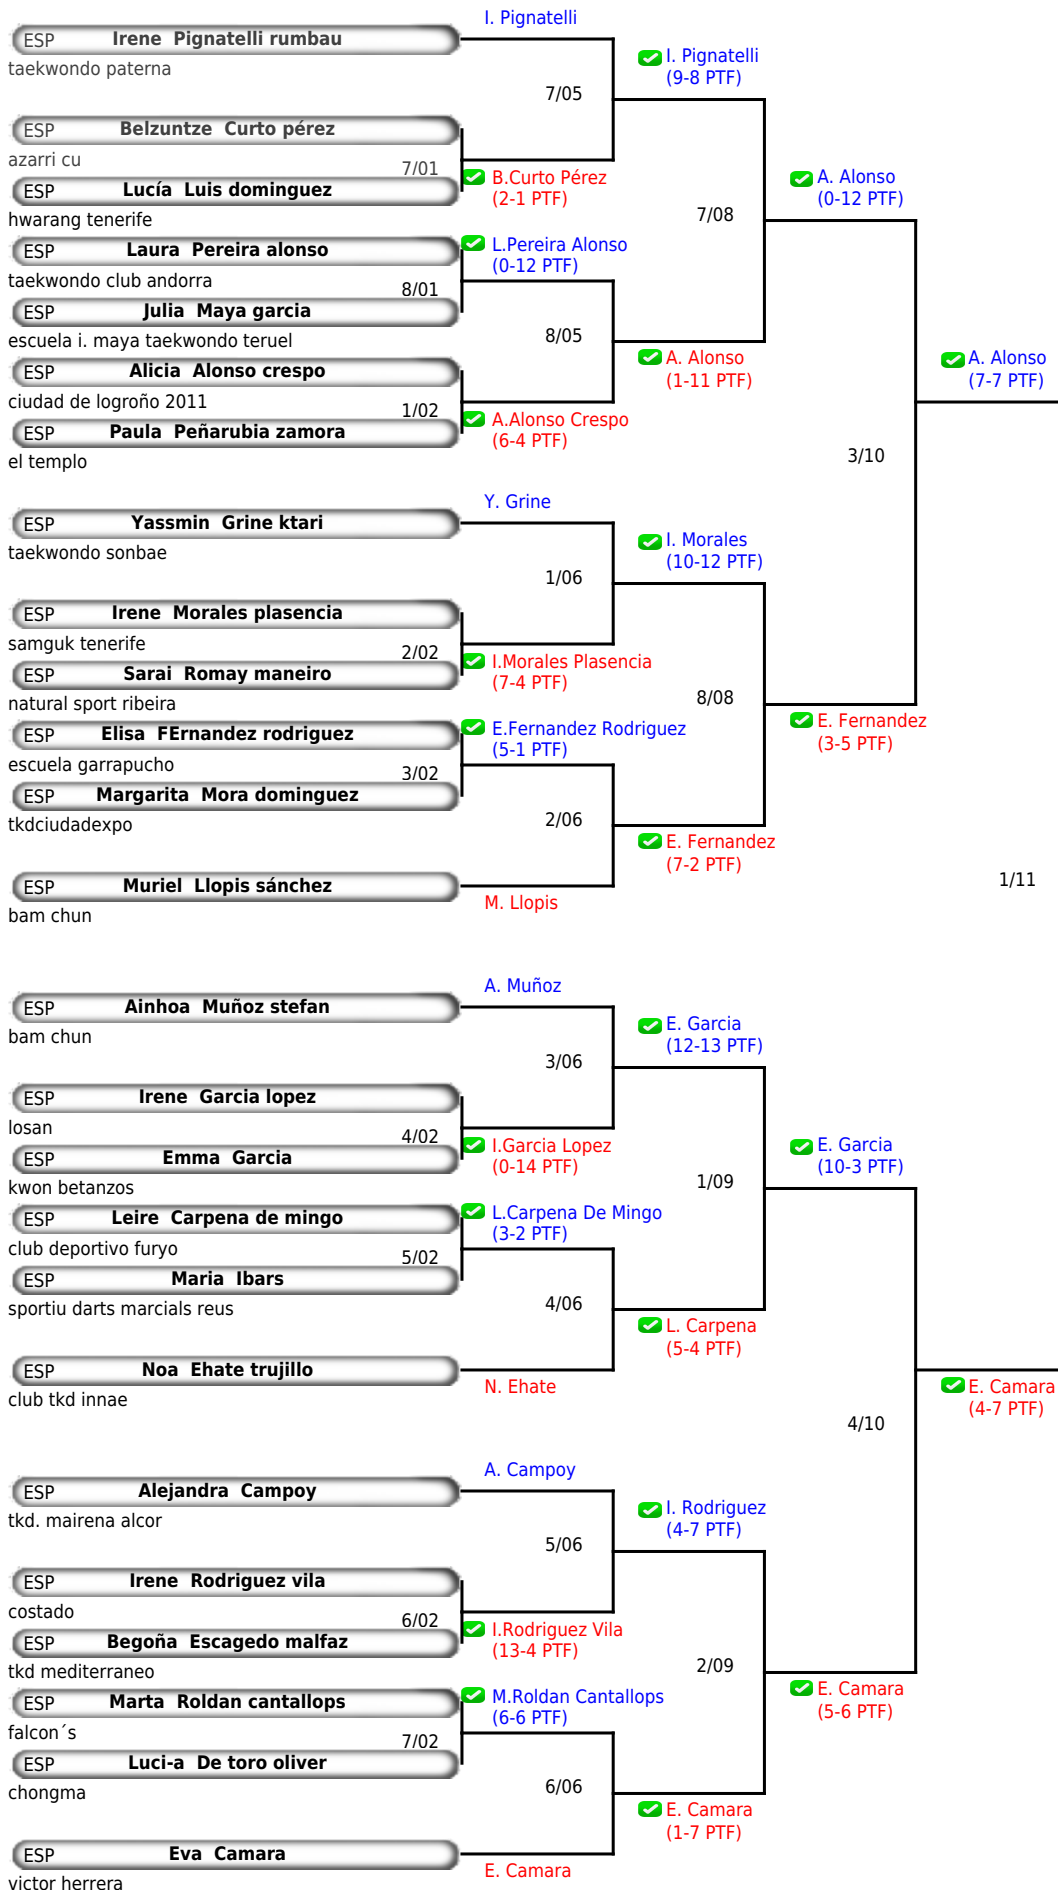 I. Pignatelli
ESP Irene Pignatelli rumbau
taekwondo paterna
I. Pignatelli
(9-8 PTF)
7/05
ESP Belzuntze Curto pérez
azarri cu
7/01
B.Curto Pérez
(2-1 PTF)
A. Alonso
(0-12 PTF)
ESP Lucía Luis dominguez
hwarang tenerife
7/08
ESP Laura Pereira alonso
L.Pereira Alonso
(0-12 PTF)
taekwondo club andorra
8/01
ESP Julia Maya garcia
escuela i. maya taekwondo teruel
8/05
A. Alonso
(1-11 PTF)
A. Alonso
(7-7 PTF)
ESP Alicia Alonso crespo
ciudad de logroño 2011
1/02
A.Alonso Crespo
(6-4 PTF)
ESP Paula Peñarubia zamora
el templo
3/10
Y. Grine
ESP Yassmin Grine ktari
taekwondo sonbae
I. Morales
(10-12 PTF)
1/06
ESP Irene Morales plasencia
samguk tenerife
2/02
I.Morales Plasencia
(7-4 PTF)
ESP Sarai Romay maneiro
natural sport ribeira
8/08
ESP Elisa FErnandez rodriguez
E.Fernandez Rodriguez
(5-1 PTF)
E. Fernandez
(3-5 PTF)
escuela garrapucho
3/02
ESP Margarita Mora dominguez
tkdciudadexpo
2/06
E. Fernandez
(7-2 PTF)
ESP Muriel Llopis sánchez
bam chun
M. Llopis
1/11
A. Muñoz
ESP Ainhoa Muñoz stefan
bam chun
E. Garcia
(12-13 PTF)
3/06
ESP Irene Garcia lopez
losan
4/02
I.Garcia Lopez
(0-14 PTF)
E. Garcia
(10-3 PTF)
ESP Emma Garcia
kwon betanzos
1/09
ESP Leire Carpena de mingo
L.Carpena De Mingo
(3-2 PTF)
club deportivo furyo
5/02
ESP Maria Ibars
sportiu darts marcials reus
4/06
L. Carpena
(5-4 PTF)
ESP Noa Ehate trujillo
club tkd innae
N. Ehate
E. Camara
(4-7 PTF)
4/10
A. Campoy
ESP Alejandra Campoy
tkd. mairena alcor
I. Rodriguez
(4-7 PTF)
5/06
ESP Irene Rodriguez vila
costado
6/02
I.Rodriguez Vila
(13-4 PTF)
ESP Begoña Escagedo malfaz
tkd mediterraneo
2/09
ESP Marta Roldan cantallops
M.Roldan Cantallops
(6-6 PTF)
E. Camara
(5-6 PTF)
falcon´s
7/02
ESP Luci-a De toro oliver
chongma
6/06
E. Camara
(1-7 PTF)
ESP Eva Camara
victor herrera
E. Camara